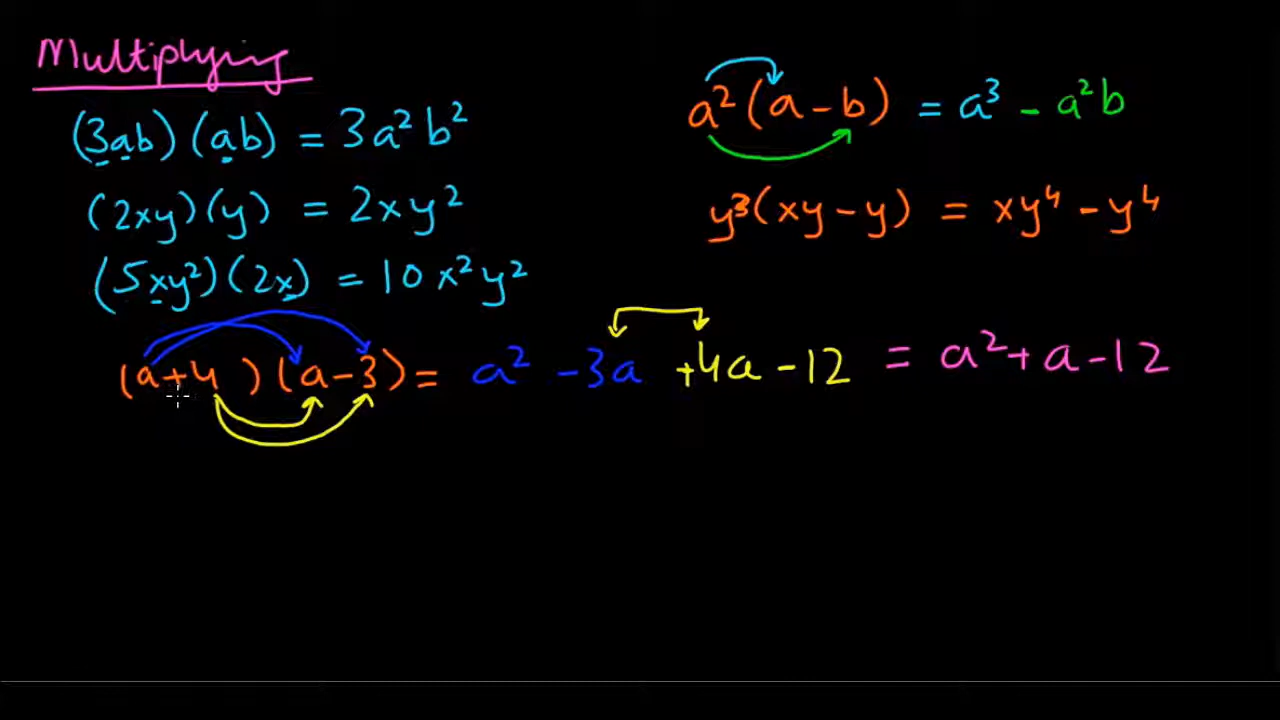 Multiplying
(3ab)(ab) = 3a²b²
(2xy)(y) = 2xy²
(5xy²)(2x) = 10x²y²
a²(a-b) = a³ - a²b
y³(xy-y) = xy⁴ - y⁴
(a+4)(a-3) = a² -3a +4a -12 = a²+a-12